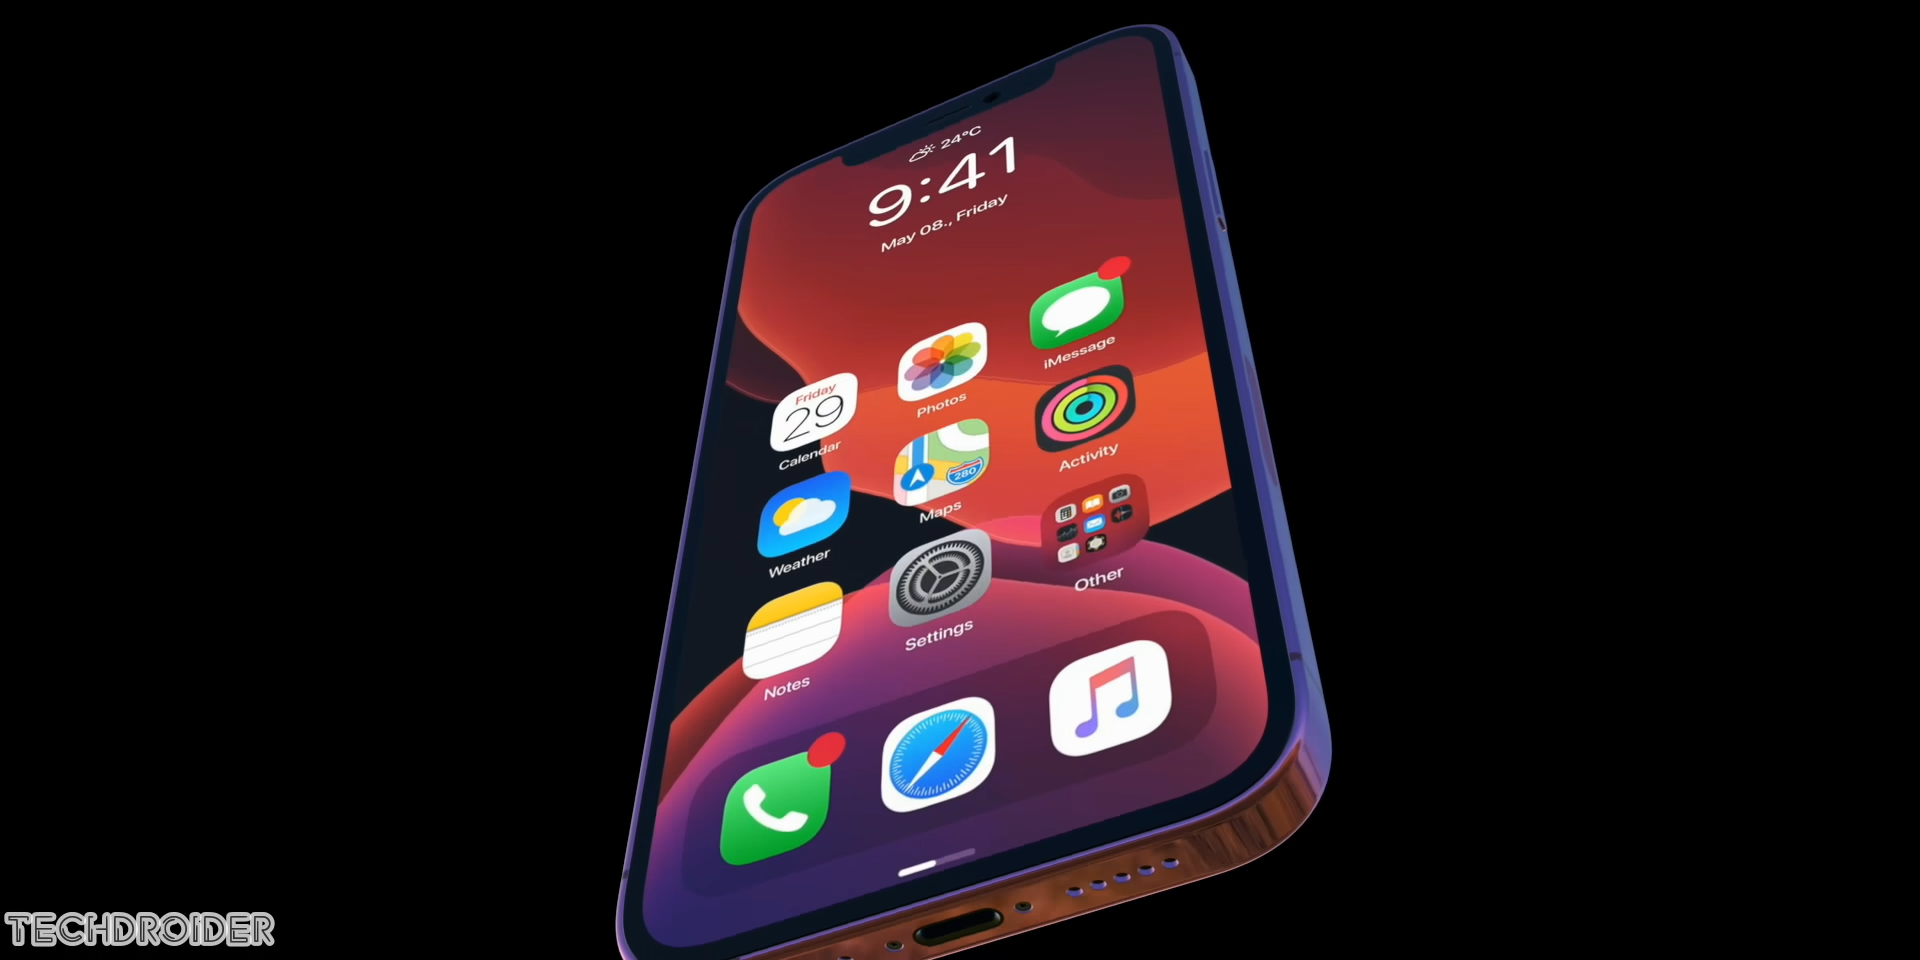 24°C
9:41
May 08., Friday
iMessage
Photos
Friday
29
Calendar
Activity
280
Maps
Weather
Other
Settings
Notes
TECHDROIDER